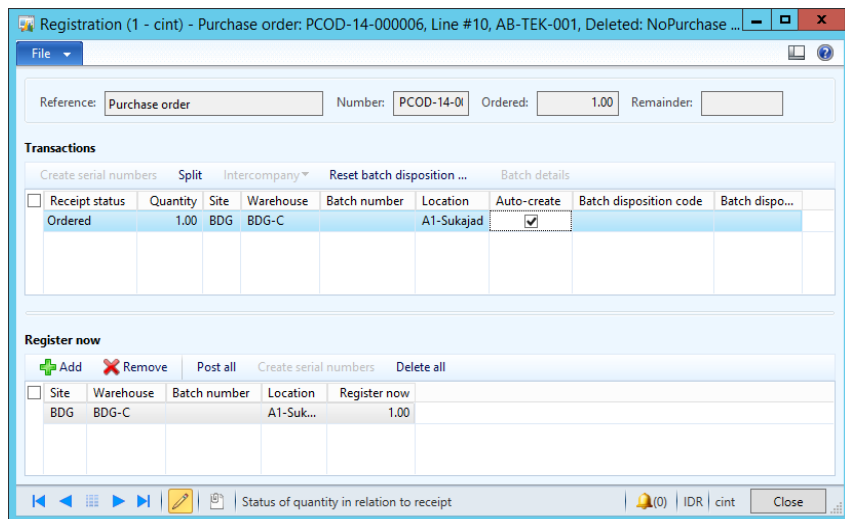 Registration (1 - cint) - Purchase order: PCOD-14-000006, Line #10, AB-TEK-001, Deleted: NoPurchase ...
File
Reference: Purchase order Number: PCOD-14-0 Ordered: 1.00 Remainder:
Transactions
Create serial numbers Split Intercompany Reset batch disposition ... Batch details
Receipt status Quantity Site Warehouse Batch number Location Auto-create Batch disposition code Batch dispo...
Ordered 1.00 BDG BDG-C A1-Sukajad
Register now
Add Remove Post all Create serial numbers Delete all
Site Warehouse Batch number Location Register now
BDG BDG-C A1-Suk... 1.00
Status of quantity in relation to receipt (0) IDR cint Close